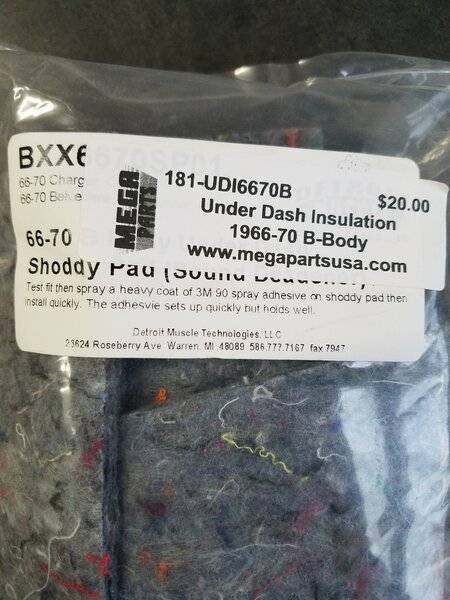 BXX6
6670SP01
66-70 Charg
66-70 Belve
MEGA
PARTS
181-UDI6670B
$20.00
Under Dash Insulation
1966-70 B-Body
www.megapartsusa.com
66-70
Shoddy Pad (Sound
Test fit then spray a heavy coat of 3M 90 spray adhesive on shoddy pad then
install quickly. The adhesvie sets up quickly but holds well.
Detroit Muscle Technologies, LLC
23624 Roseberry Ave Warren, MI 48089 586.777.7167 fax 7947